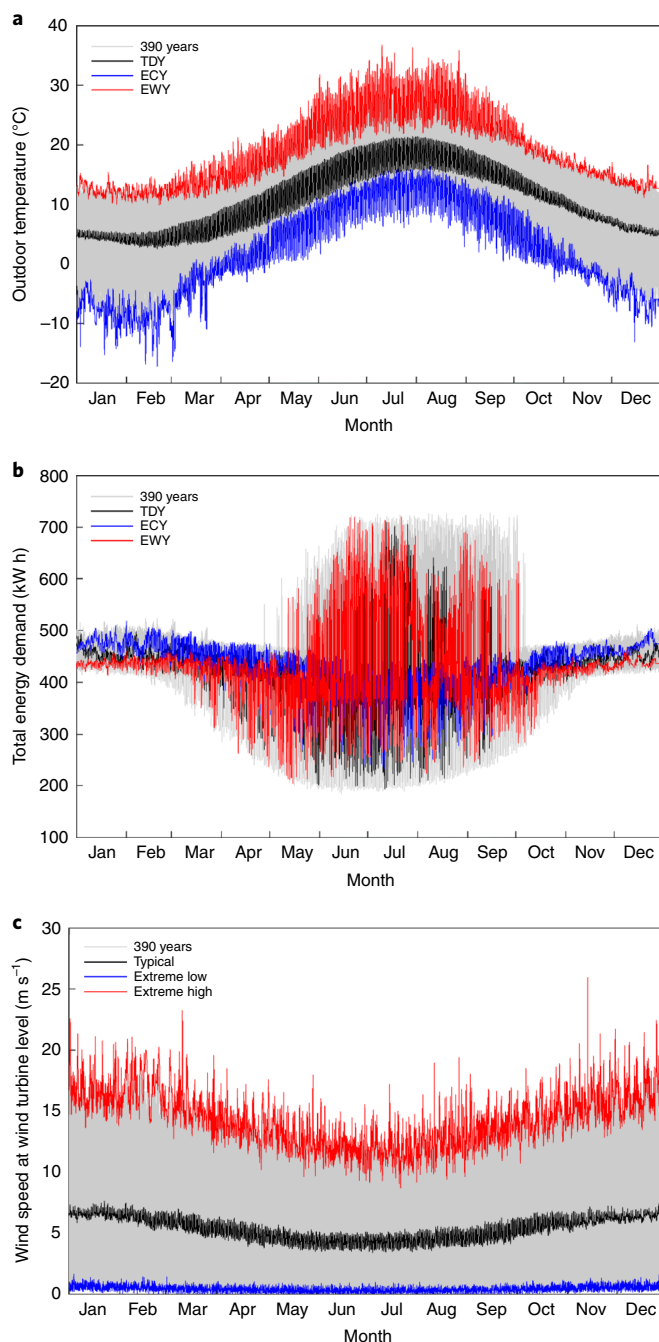 a
40
30
20
10
0
–10
–20
Outdoor temperature (°C)
390 years
TDY
ECY
EWY
Jan Feb Mar Apr May Jun Jul Aug Sep Oct Nov Dec
Month
b
800
700
600
500
400
300
200
100
Total energy demand (kW h)
390 years
TDY
ECY
EWY
Jan Feb Mar Apr May Jun Jul Aug Sep Oct Nov Dec
Month
c
30
25
20
15
10
5
0
Wind speed at wind turbine level (m s⁻¹)
390 years
Typical
Extreme low
Extreme high
Jan Feb Mar Apr May Jun Jul Aug Sep Oct Nov Dec
Month